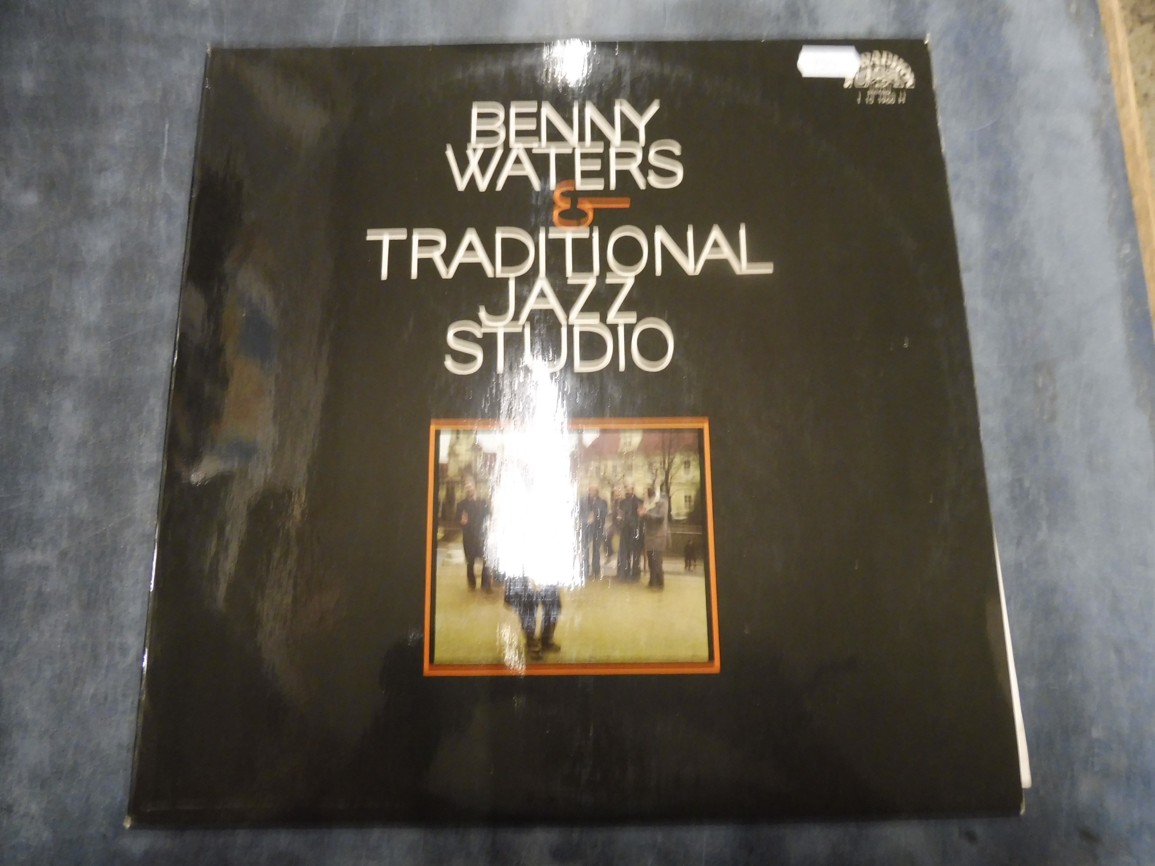 BENNY
WATERS
&
TRADITIONAL
JAZZ
STUDIO